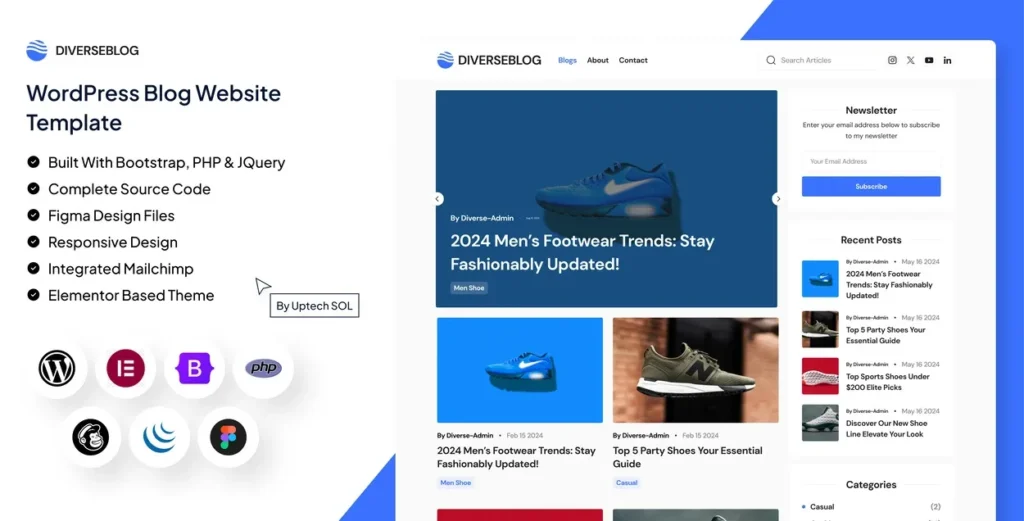 DIVERSEBLOG
WordPress Blog Website
Template
Built With Bootstrap, PHP & JQuery
Complete Source Code
Figma Design Files
Responsive Design
Integrated Mailchimp
Elementor Based Theme
By Uptech SOL
php
DIVERSEBLOG
Blogs About Contact
Search Articles
By Diverse-Admin
2024 Men’s Footwear Trends: Stay
Fashionably Updated!
Men Shoe
By Diverse-Admin • Feb 15 2024
2024 Men’s Footwear Trends: Stay
Fashionably Updated!
Men Shoe
By Diverse-Admin • Feb 15 2024
Top 5 Party Shoes Your Essential
Guide
Casual
Newsletter
Enter your email address below to subscribe
to my newsletter
Your Email Address
Subscribe
Recent Posts
By Diverse-Admin • May 16 2024
2024 Men’s Footwear
Trends: Stay Fashionably
Updated!
By Diverse-Admin • May 16 2024
Top 5 Party Shoes Your
Essential Guide
By Diverse-Admin • May 16 2024
Top Sports Shoes Under
$200 Elite Picks
By Diverse-Admin • May 16 2024
Discover Our New Shoe
Line Elevate Your Look
Categories
Casual (2)